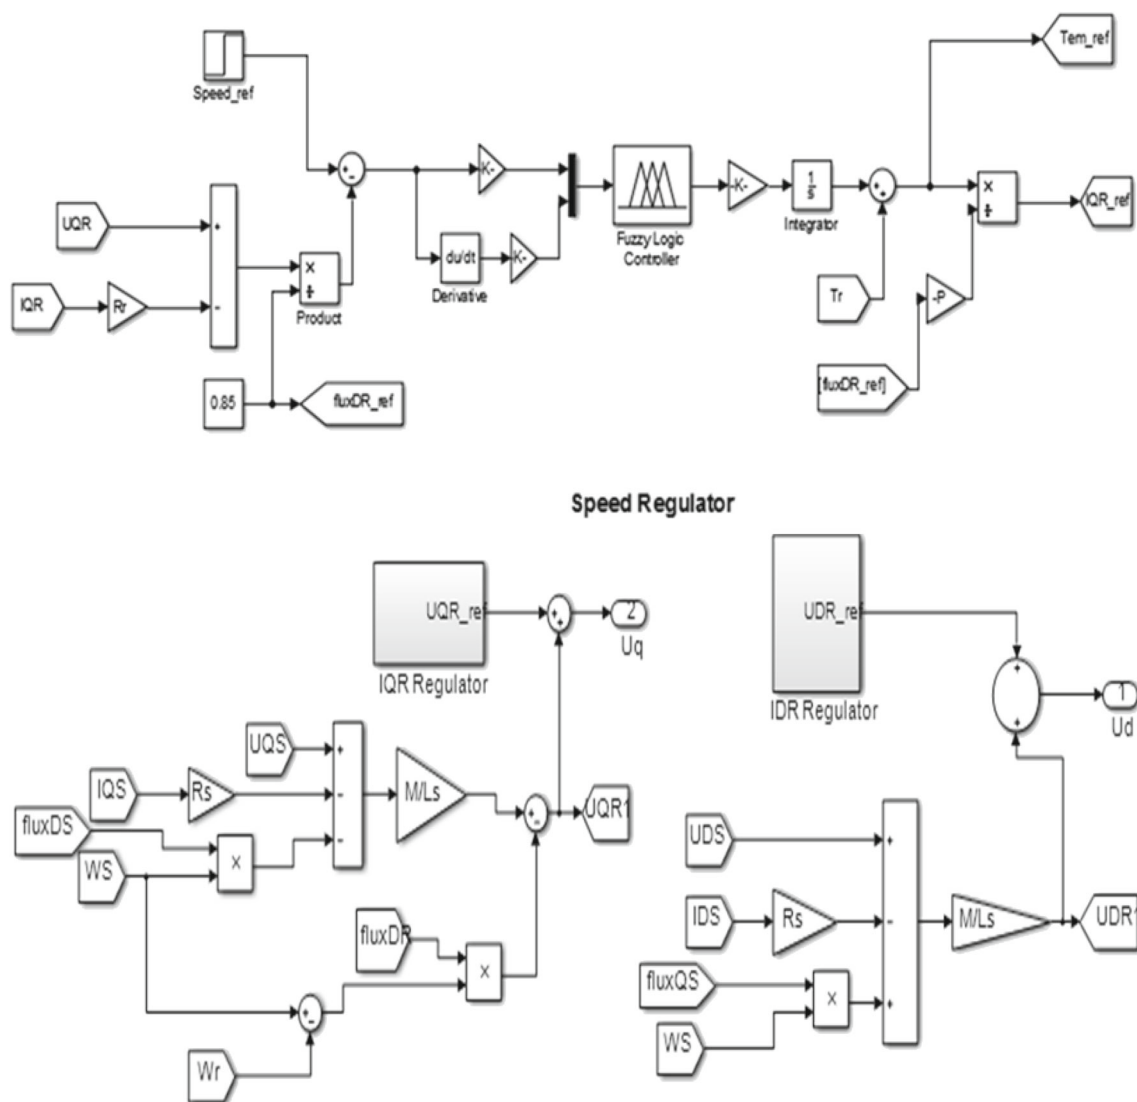 Tem_ref
Speed_ref
K-
-K-
1
s
Integrator
IQR_ref
UQR
Fuzzy Logic
Controller
du/dt
K-
Derivative
IQR
Rr
Product
Tr
-P
[fluxDR_ref]
0.85
fluxDR_ref
Speed Regulator
UQR_ref
2
Uq
IQR Regulator
UDR_ref
1
Ud
IDR Regulator
UQS
IQS
Rs
M/Ls
UQR1
fluxDS
WS
×
fluxDR
×
Wr
UDS
IDS
Rs
M/Ls
UDR1
fluxQS
×
WS